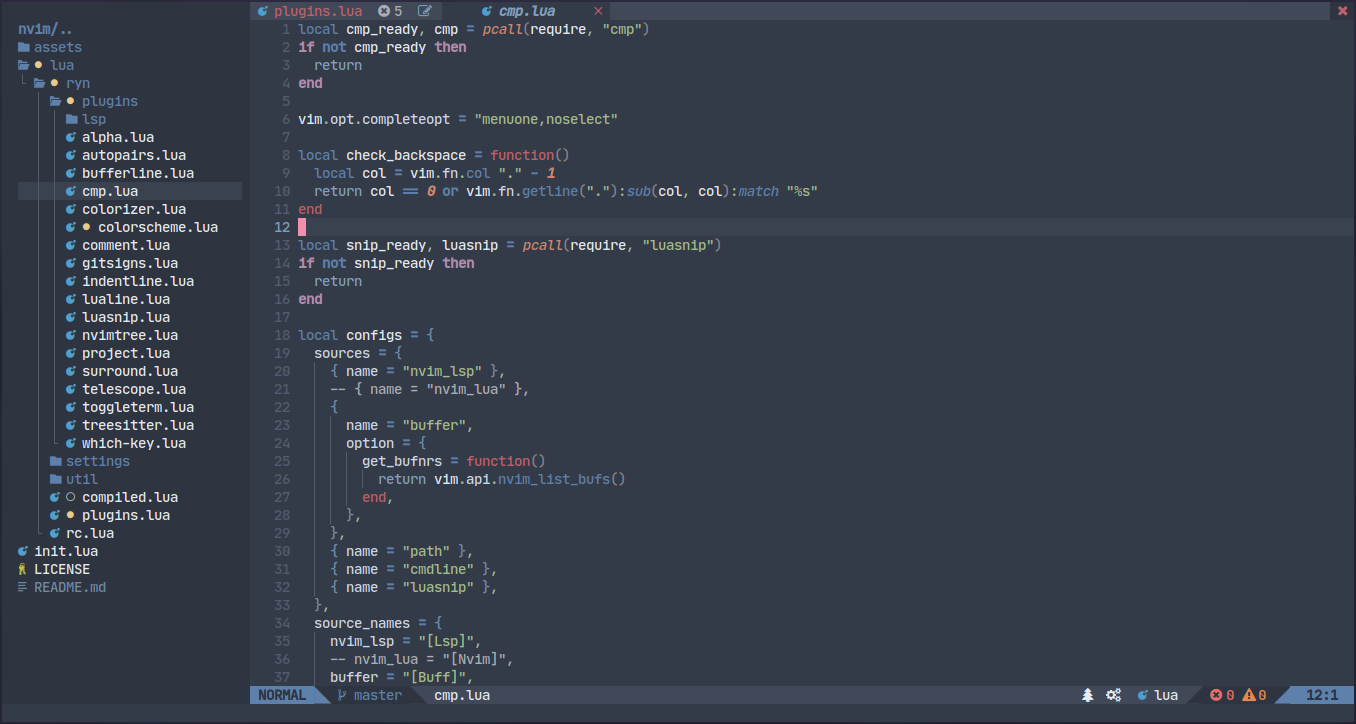 plugins.lua 5 cmp.lua
nvim/..
assets
lua
ryn
plugins
lsp
alpha.lua
autopairs.lua
bufferline.lua
cmp.lua
colorizer.lua
colorscheme.lua
comment.lua
gitsigns.lua
indentline.lua
lualine.lua
luasnip.lua
nvimtree.lua
project.lua
surround.lua
telescope.lua
toggleterm.lua
treesitter.lua
which-key.lua
settings
util
compiled.lua
plugins.lua
rc.lua
init.lua
LICENSE
README.md
1 local cmp_ready, cmp = pcall(require, "cmp")
2 if not cmp_ready then
3   return
4 end
5
6 vim.opt.completeopt = "menuone,noselect"
7
8 local check_backspace = function()
9   local col = vim.fn.col "." - 1
10   return col == 0 or vim.fn.getline("."):sub(col, col):match "%s"
11 end
12
13 local snip_ready, luasnip = pcall(require, "luasnip")
14 if not snip_ready then
15   return
16 end
17
18 local configs = {
19   sources = {
20     { name = "nvim_lsp" },
21     -- { name = "nvim_lua" },
22     {
23       name = "buffer",
24       option = {
25         get_bufnrs = function()
26           return vim.api.nvim_list_bufs()
27         end,
28       },
29     },
30     { name = "path" },
31     { name = "cmdline" },
32     { name = "luasnip" },
33   },
34   source_names = {
35     nvim_lsp = "[Lsp]",
36     -- nvim_lua = "[Nvim]",
37     buffer = "[Buff]",
NORMAL master cmp.lua lua 0 0 12:1